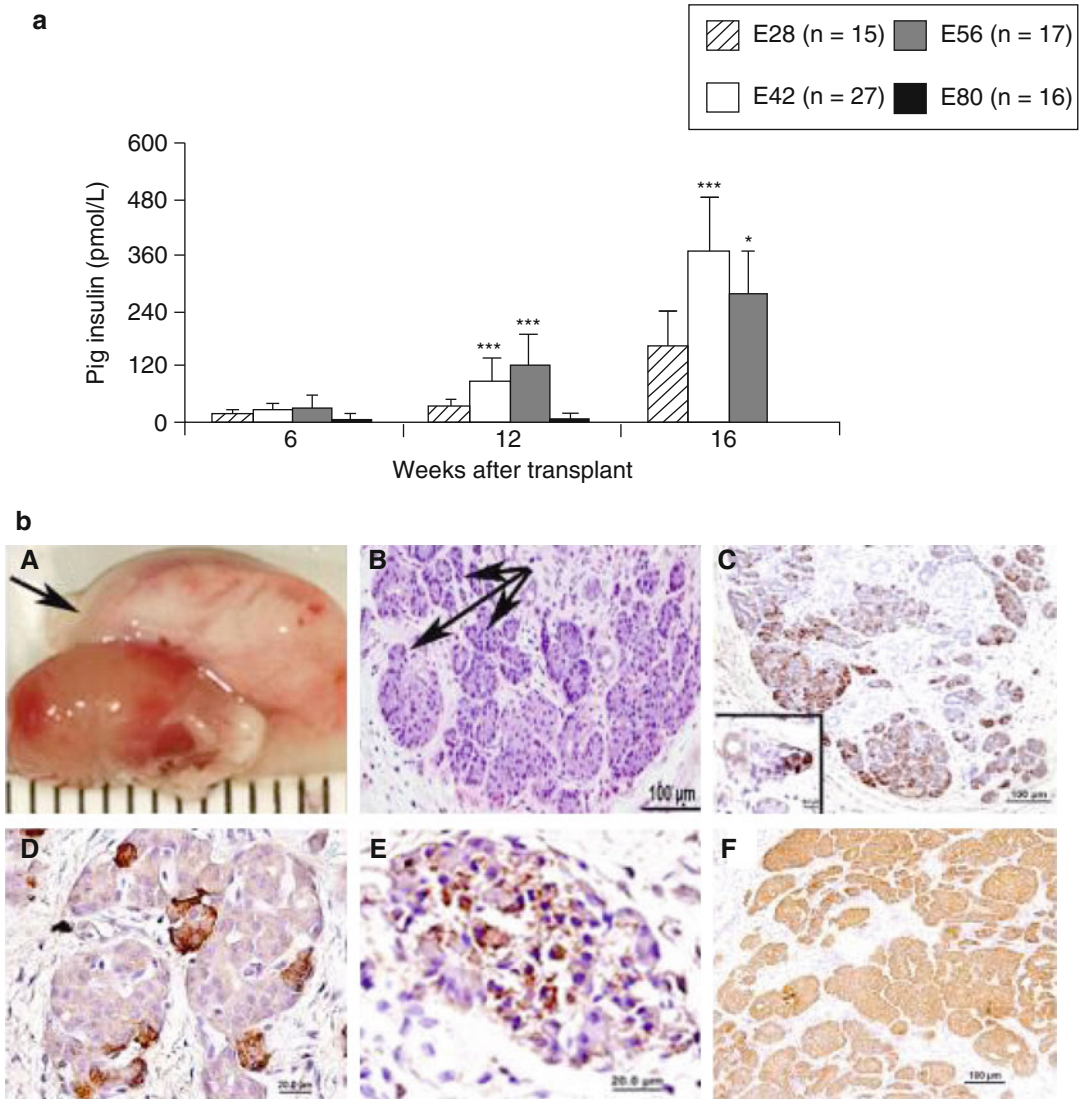 a
E28 (n = 15) E56 (n = 17)
E42 (n = 27) E80 (n = 16)
600
480
360
240
120
0
Pig insulin (pmol/L)
*** *** *** *
6 12 16
Weeks after transplant
b
A B C
100 µm 100 µm
D E F
20.0 µm 20.0 µm 100 µm